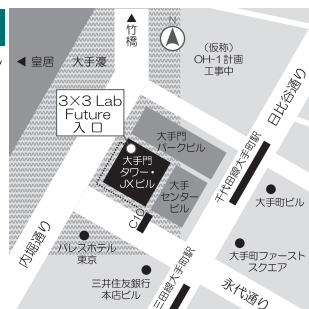 ▲
竹
橋
N
(仮称)
OH-1計画
工事中
◀ 皇居 大手濠
日比谷通り
3×3 Lab
Future
入口
大手門
パークビル
大手門
タワー・
JXビル
大手
センター
ビル
千代田線大手町駅
大手町ビル
C10
内堀通り
パレスホテル
東京
大手町ファースト
スクエア
三井住友銀行
本店ビル
三田線大手町駅
永代通り